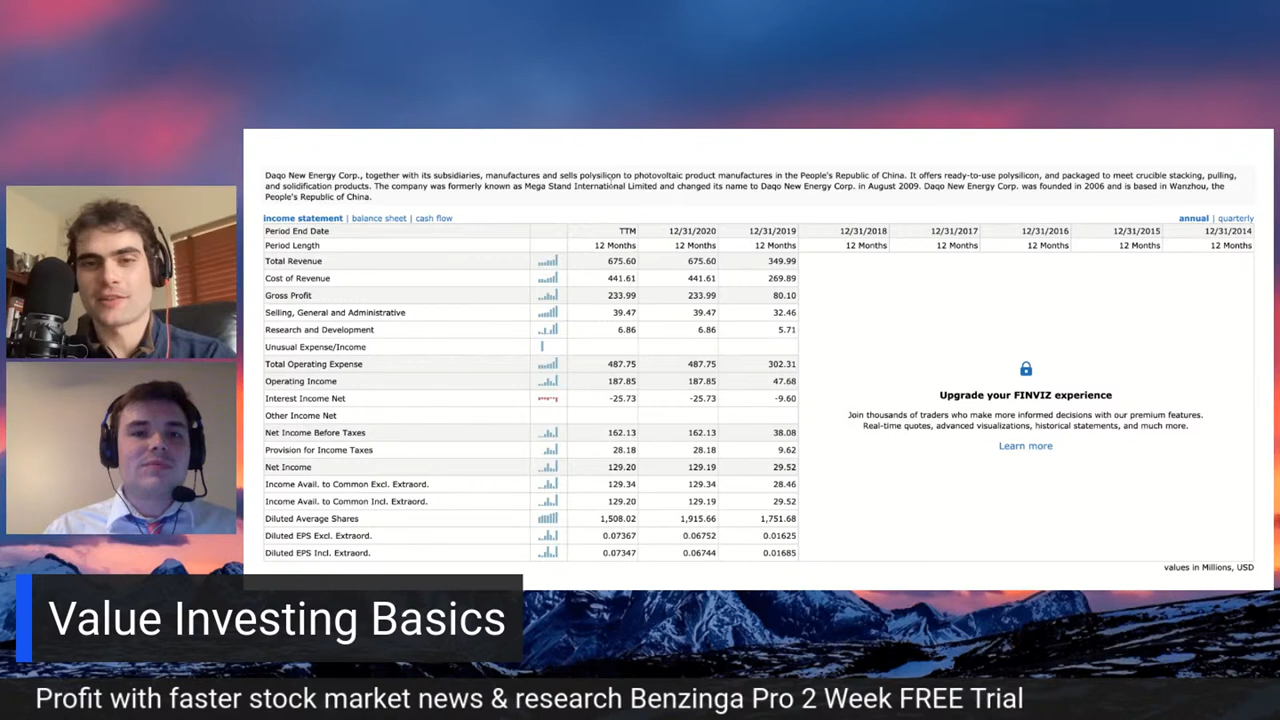 Daqo New Energy Corp., together with its subsidiaries, manufactures and sells polysilicon to photovoltaic product manufactures in the People's Republic of China. It offers ready-to-use polysilicon, and packaged to meet crucible stacking, pulling,
and solidification products. The company was formerly known as Mega Stand International Limited and changed its name to Daqo New Energy Corp. in August 2009. Daqo New Energy Corp. was founded in 2006 and is based in Wanzhou, the
People's Republic of China.
income statement | balance sheet | cash flow annual | quarterly
Period End Date TTM 12/31/2020 12/31/2019 12/31/2018 12/31/2017 12/31/2016 12/31/2015 12/31/2014
Period Length 12 Months 12 Months 12 Months 12 Months 12 Months 12 Months 12 Months 12 Months
Total Revenue 675.60 675.60 349.99
Cost of Revenue 441.61 441.61 269.89
Gross Profit 233.99 233.99 80.10
Selling, General and Administrative 39.47 39.47 32.46
Research and Development 6.86 6.86 5.71
Unusual Expense/Income
Total Operating Expense 487.75 487.75 302.31
Operating Income 187.85 187.85 47.68
Interest Income Net -25.73 -25.73 -9.60
Other Income Net
Net Income Before Taxes 162.13 162.13 38.08
Provision for Income Taxes 28.18 28.18 9.62
Net Income 129.20 129.19 29.52
Income Avail. to Common Excl. Extraord. 129.34 129.34 28.46
Income Avail. to Common Incl. Extraord. 129.20 129.19 29.52
Diluted Average Shares 1,508.02 1,915.66 1,751.68
Diluted EPS Excl. Extraord. 0.07367 0.06752 0.01625
Diluted EPS Incl. Extraord. 0.07347 0.06744 0.01685
Upgrade your FINVIZ experience
Join thousands of traders who make more informed decisions with our premium features.
Real-time quotes, advanced visualizations, historical statements, and much more.
Learn more
values in Millions, USD
Value Investing Basics
Profit with faster stock market news & research Benzinga Pro 2 Week FREE Trial